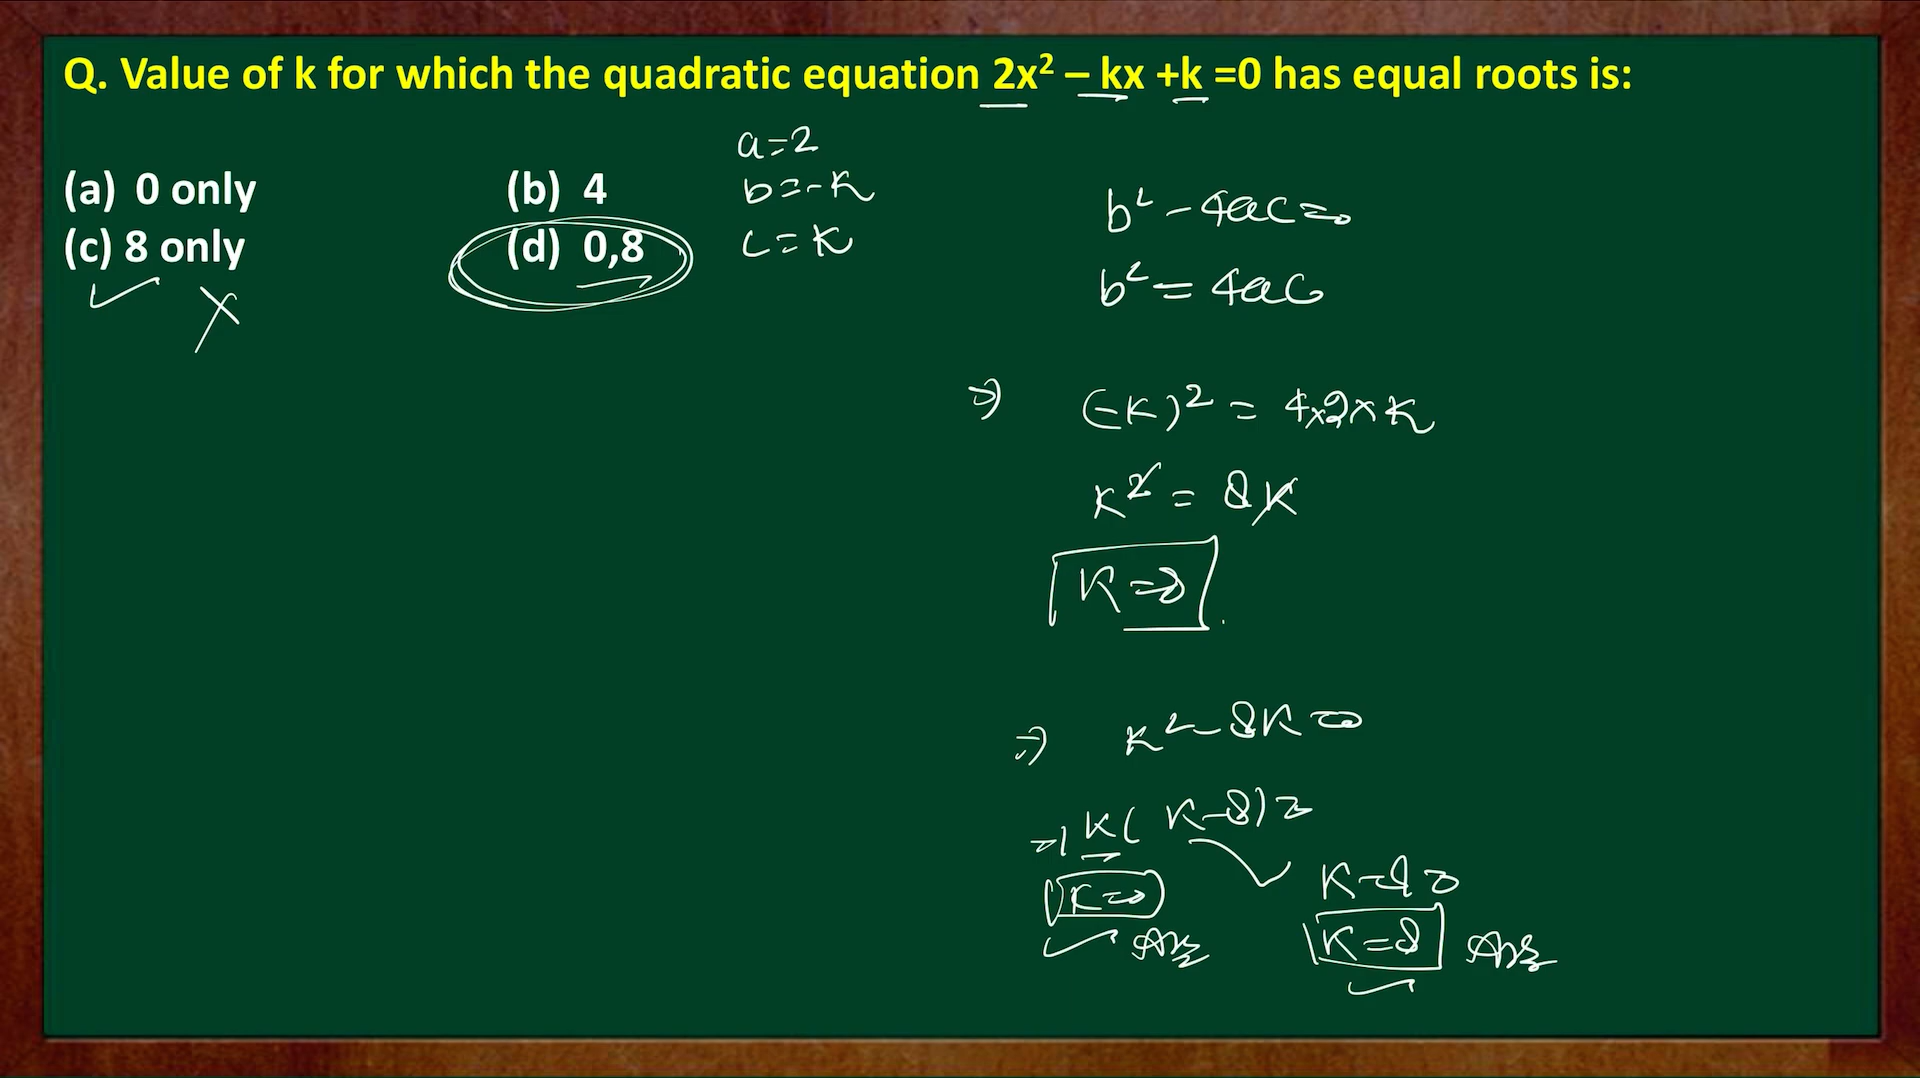 Q. Value of k for which the quadratic equation 2x² – kx +k =0 has equal roots is:
(a) 0 only
(b) 4
(c) 8 only
(d) 0,8
a=2
b=-k
c=k
b²-4ac=0
b²=4ac
⇒ (-k)²=4×2×k
k²=8k
k=8
⇒ k²-8k=0
⇒ k(k-8)=0
k=0
Ans
k-8=0
k=8
Ans